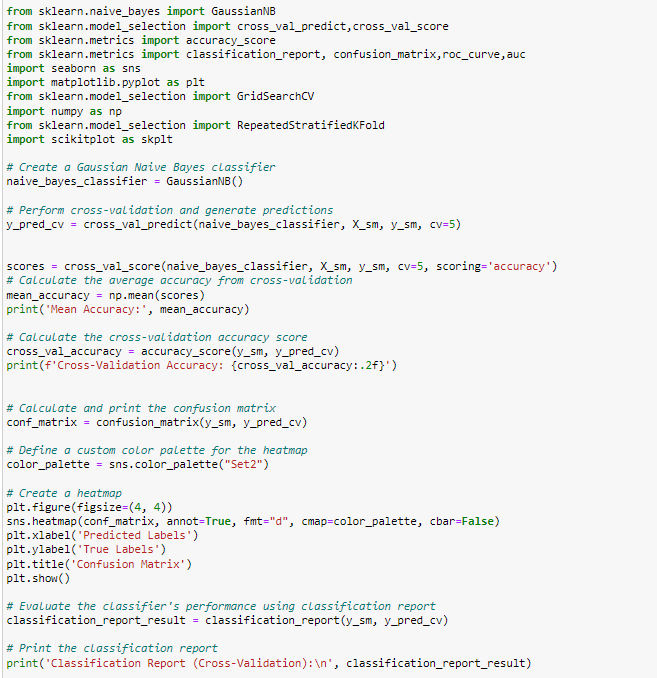 from sklearn.naive_bayes import GaussianNB
from sklearn.model_selection import cross_val_predict,cross_val_score
from sklearn.metrics import accuracy_score
from sklearn.metrics import classification_report, confusion_matrix,roc_curve,auc
import seaborn as sns
import matplotlib.pyplot as plt
from sklearn.model_selection import GridSearchCV
import numpy as np
from sklearn.model_selection import RepeatedStratifiedKFold
import scikitplot as skplt
# Create a Gaussian Naive Bayes classifier
naive_bayes_classifier = GaussianNB()
# Perform cross-validation and generate predictions
y_pred_cv = cross_val_predict(naive_bayes_classifier, X_sm, y_sm, cv=5)
scores = cross_val_score(naive_bayes_classifier, X_sm, y_sm, cv=5, scoring='accuracy')
# Calculate the average accuracy from cross-validation
mean_accuracy = np.mean(scores)
print('Mean Accuracy:', mean_accuracy)
# Calculate the cross-validation accuracy score
cross_val_accuracy = accuracy_score(y_sm, y_pred_cv)
print(f'Cross-Validation Accuracy: {cross_val_accuracy:.2f}')
# Calculate and print the confusion matrix
conf_matrix = confusion_matrix(y_sm, y_pred_cv)
# Define a custom color palette for the heatmap
color_palette = sns.color_palette("Set2")
# Create a heatmap
plt.figure(figsize=(4, 4))
sns.heatmap(conf_matrix, annot=True, fmt="d", cmap=color_palette, cbar=False)
plt.xlabel('Predicted Labels')
plt.ylabel('True Labels')
plt.title('Confusion Matrix')
plt.show()
# Evaluate the classifier's performance using classification report
classification_report_result = classification_report(y_sm, y_pred_cv)
# Print the classification report
print('Classification Report (Cross-Validation):\n', classification_report_result)